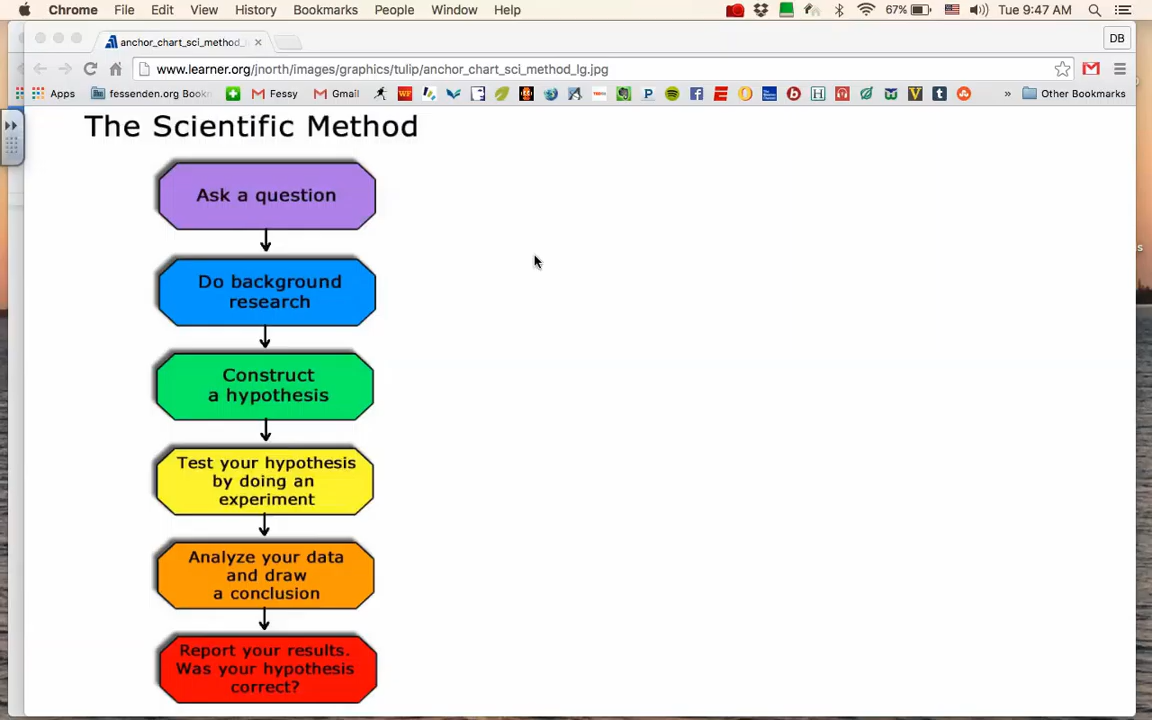 Chrome File Edit View History Bookmarks People Window Help 67% Tue 9:47 AM
anchor_chart_sci_method_ DB
www.learner.org/jnorth/images/graphics/tulip/anchor_chart_sci_method_lg.jpg
Apps fessenden.org Bookn Fessy Gmail » Other Bookmarks
The Scientific Method
Ask a question
Do background
research
Construct
a hypothesis
Test your hypothesis
by doing an
experiment
Analyze your data
and draw
a conclusion
Report your results.
Was your hypothesis
correct?